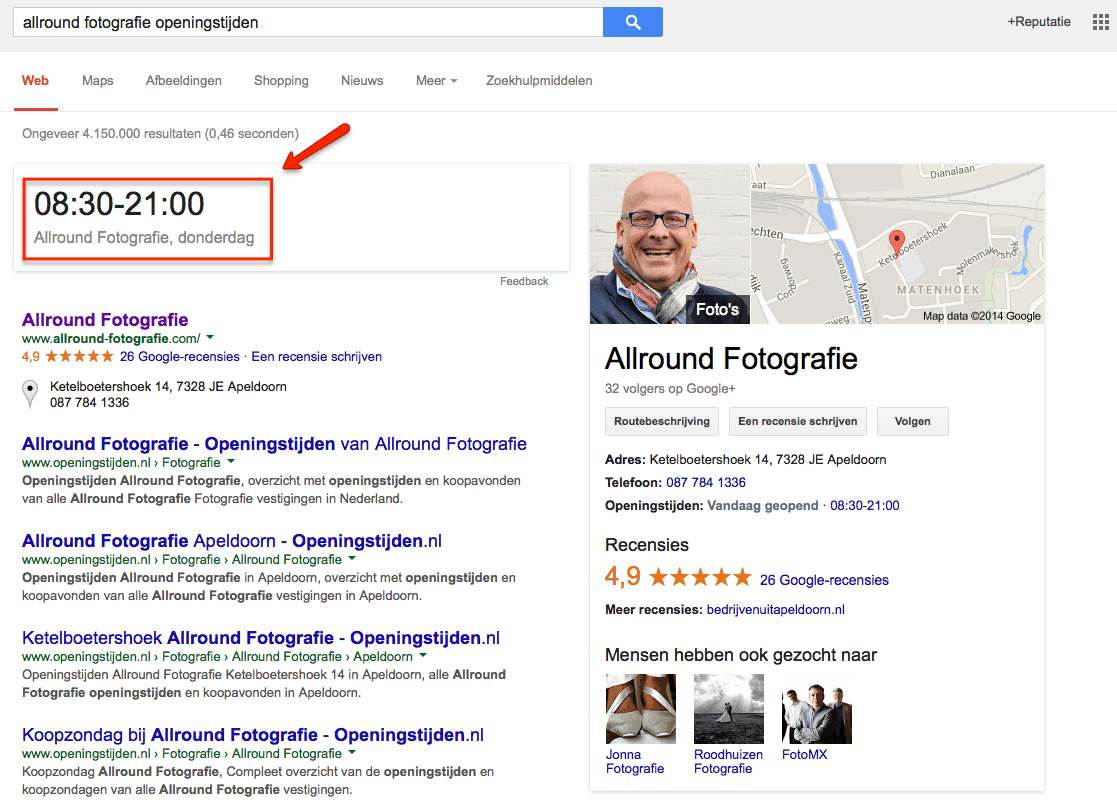 allround fotografie openingstijden
+Reputatie
Web Maps Afbeeldingen Shopping Nieuws Meer Zoekhulpmiddelen
Ongeveer 4.150.000 resultaten (0,46 seconden)
08:30-21:00
Allround Fotografie, donderdag
Feedback
Allround Fotografie
www.allround-fotografie.com/
4,9 ★★★★★ 26 Google-recensies · Een recensie schrijven
Ketelboetershoek 14, 7328 JE Apeldoorn
087 784 1336
Allround Fotografie - Openingstijden van Allround Fotografie
www.openingstijden.nl › Fotografie
Openingstijden Allround Fotografie, overzicht met openingstijden en koopavonden
van alle Allround Fotografie Fotografie vestigingen in Nederland.
Allround Fotografie Apeldoorn - Openingstijden.nl
www.openingstijden.nl › Fotografie › Allround Fotografie
Openingstijden Allround Fotografie in Apeldoorn, overzicht met openingstijden en
koopavonden van alle Allround Fotografie vestigingen in Apeldoorn.
Ketelboetershoek Allround Fotografie - Openingstijden.nl
www.openingstijden.nl › Fotografie › Allround Fotografie › Apeldoorn
Openingstijden Allround Fotografie Ketelboetershoek 14 in Apeldoorn, alle Allround
Fotografie openingstijden en koopavonden in Apeldoorn.
Koopzondag bij Allround Fotografie - Openingstijden.nl
www.openingstijden.nl › Fotografie › Allround Fotografie
Koopzondag Allround Fotografie, Compleet overzicht van de openingstijden en
koopzondagen van alle Allround Fotografie vestigingen.
Foto's
Dianalaan
aat
echten
Ketelboetershoek
Molenmakershoek
Kanaal Zuid
MATENHOEK
Matenp
dijk
Oorweg
Con
weg
Map data ©2014 Google
Allround Fotografie
32 volgers op Google+
Routebeschrijving Een recensie schrijven Volgen
Adres: Ketelboetershoek 14, 7328 JE Apeldoorn
Telefoon: 087 784 1336
Openingstijden: Vandaag geopend · 08:30-21:00
Recensies
4,9 ★★★★★ 26 Google-recensies
Meer recensies: bedrijvenuitapeldoorn.nl
Mensen hebben ook gezocht naar
Jonna
Fotografie
Roodhuizen
Fotografie
FotoMX